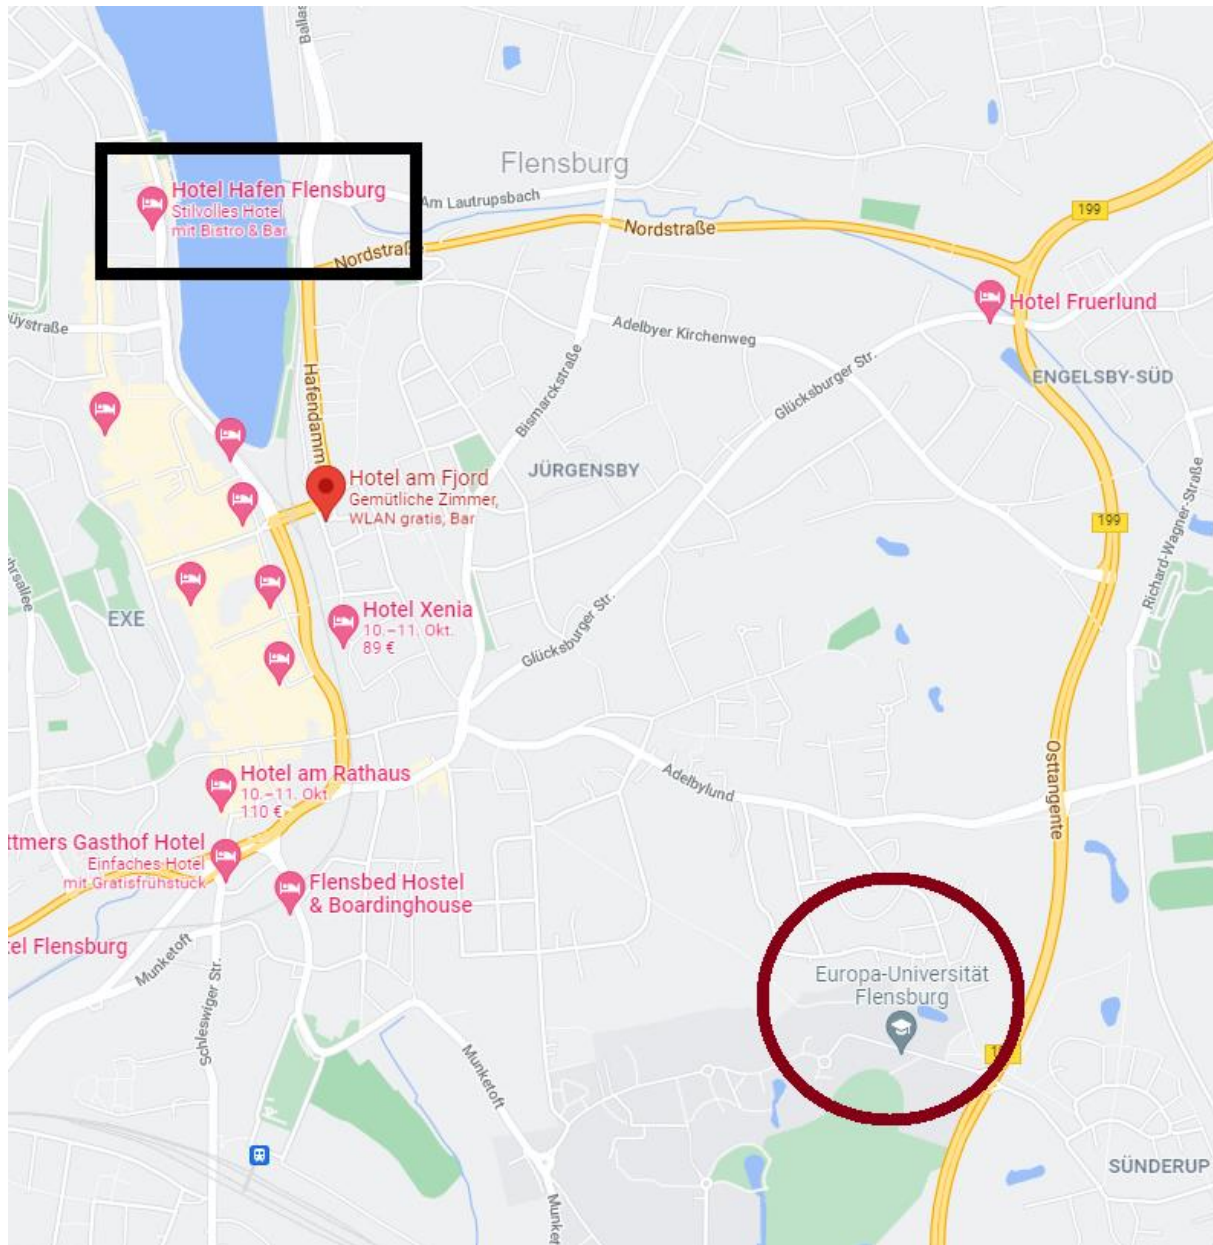 Flensburg
Hotel Hafen Flensburg
Stilvolles Hotel
mit Bistro & Bar
Am Lautrupsbach
Nordstraße
199
Nordstraße
Hotel Fruerlund
Adelbyer Kirchenweg
ENGELSBY-SÜD
Glücksburger Str.
Hafendamm
Bismarckstraße
JÜRGENSBY
Hotel am Fjord
Gemütliche Zimmer,
WLAN gratis; Bar
199
Richard-Wagner-Straße
EXE
Hotel Xenia
10.–11. Okt.
89 €
Glücksburger Str.
Hotel am Rathaus
10.–11. Okt
110 €
Adelbylund
Osttangente
ttmers Gasthof Hotel
Einfaches Hotel
mit Gratisfrühstück
Flensbed Hostel
& Boardinghouse
tel Flensburg
Munketoft
Schleswiger Str.
Europa-Universität
Flensburg
Munketoft
SÜNDERUP